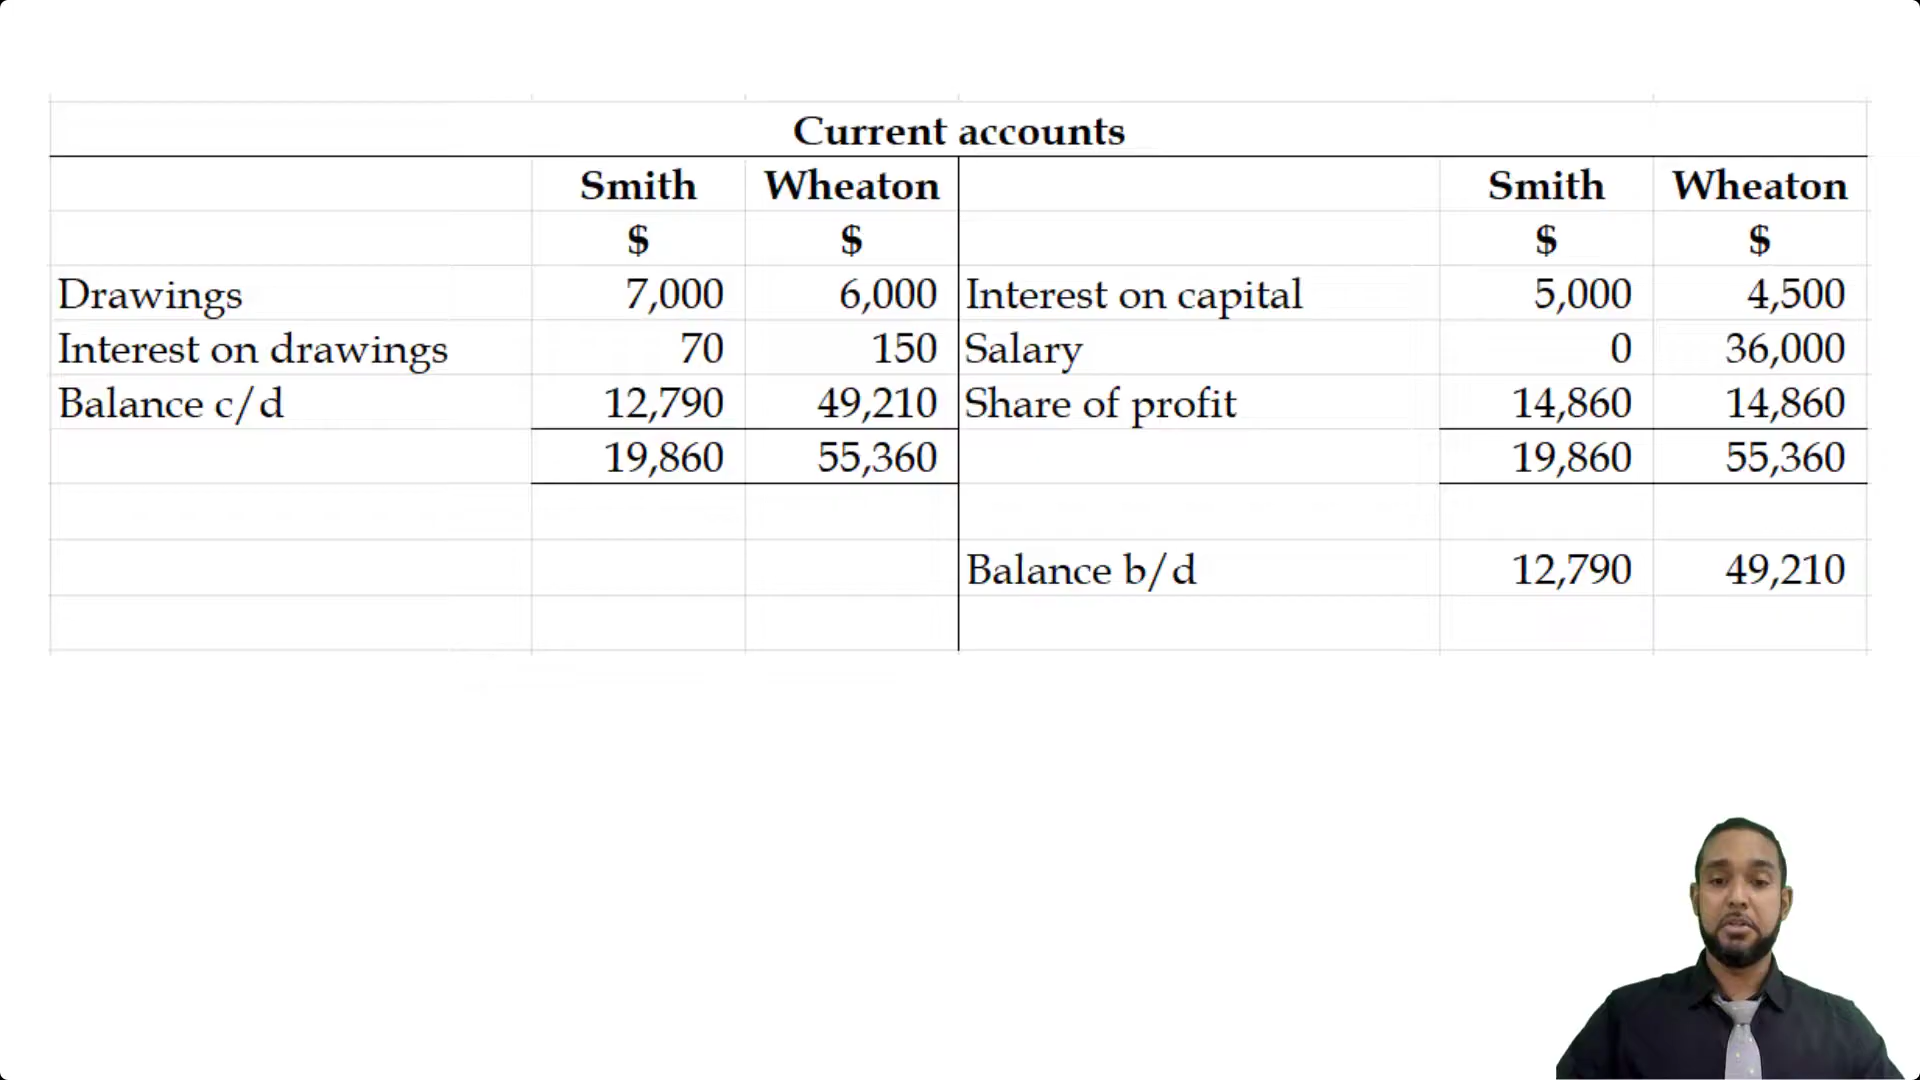 Current accounts
Smith Wheaton Smith Wheaton
$ $ $ $
Drawings 7,000 6,000 Interest on capital 5,000 4,500
Interest on drawings 70 150 Salary 0 36,000
Balance c/d 12,790 49,210 Share of profit 14,860 14,860
19,860 55,360 19,860 55,360
Balance b/d 12,790 49,210